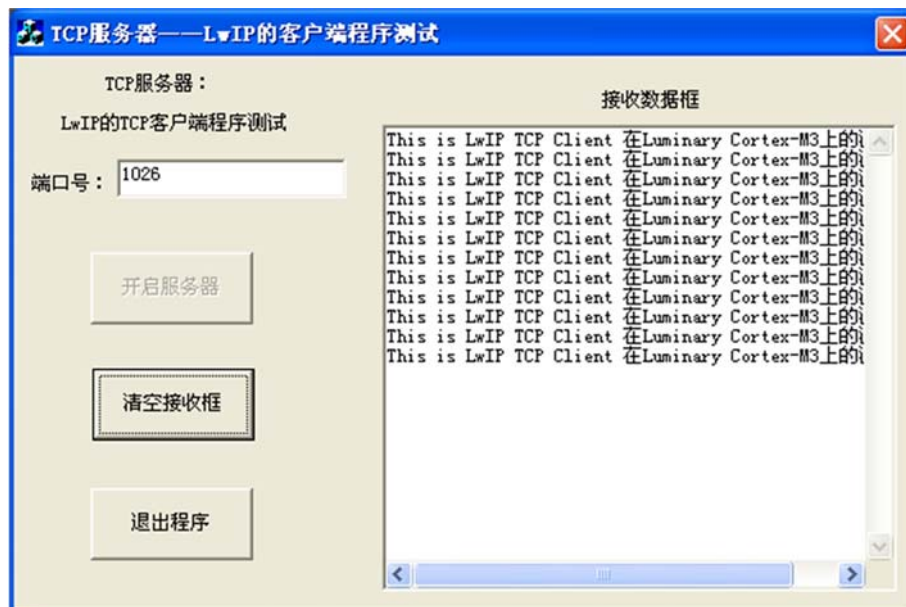 TCP服务器——LwIP的客户端程序测试
TCP服务器：
LwIP的TCP客户端程序测试
端口号：
1026
开启服务器
清空接收框
退出程序
接收数据框
This is LwIP TCP Client 在Luminary Cortex-M3上的
This is LwIP TCP Client 在Luminary Cortex-M3上的
This is LwIP TCP Client 在Luminary Cortex-M3上的
This is LwIP TCP Client 在Luminary Cortex-M3上的
This is LwIP TCP Client 在Luminary Cortex-M3上的
This is LwIP TCP Client 在Luminary Cortex-M3上的
This is LwIP TCP Client 在Luminary Cortex-M3上的
This is LwIP TCP Client 在Luminary Cortex-M3上的
This is LwIP TCP Client 在Luminary Cortex-M3上的
This is LwIP TCP Client 在Luminary Cortex-M3上的
This is LwIP TCP Client 在Luminary Cortex-M3上的
This is LwIP TCP Client 在Luminary Cortex-M3上的